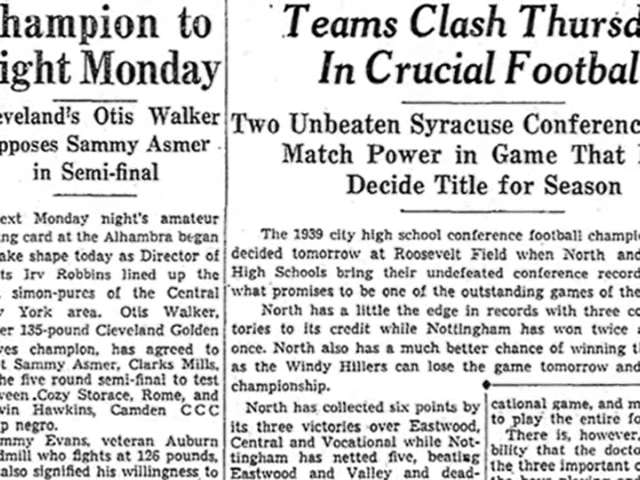 hampion to
ight Monday
eveland's Otis Walker
pposes Sammy Asmer
in Semi-final
ext Monday night's amateur
ng card at the Alhambra began
ake shape today as Director of
ts Irv Robbins lined up the
simon-pures of the Central
York area. Otis Walker,
er 135-pound Cleveland Golden
ves champion, has agreed to
t Sammy Asmer, Clarks Mills,
he five round semi-final to test
ween Cozy Storace, Rome, and
vin Hawkins, Camden CCC
p negro.
mmy Evans, veteran Auburn
dmill who fights at 126 pounds,
also signified his willingness to
Teams Clash Thursd
In Crucial Footbal
Two Unbeaten Syracuse Conferenc
Match Power in Game That
Decide Title for Season
The 1939 city high school conference football champi
decided tomorrow at Roosevelt Field when North and
High Schools bring their undefeated conference record
what promises to be one of the outstanding games of the
North has a little the edge in records with three co
tories to its credit while Nottingham has won twice
once. North also has a much better chance of winning t
as the Windy Hillers can lose the game tomorrow and
championship.
North has collected six points by
its three victories over Eastwood,
Central and Vocational while Not-
tingham has netted five, beating
Eastwood and Valley and dead-
cational game, and m
to play the entire fo
There is, however,
bility that the docto
the three important